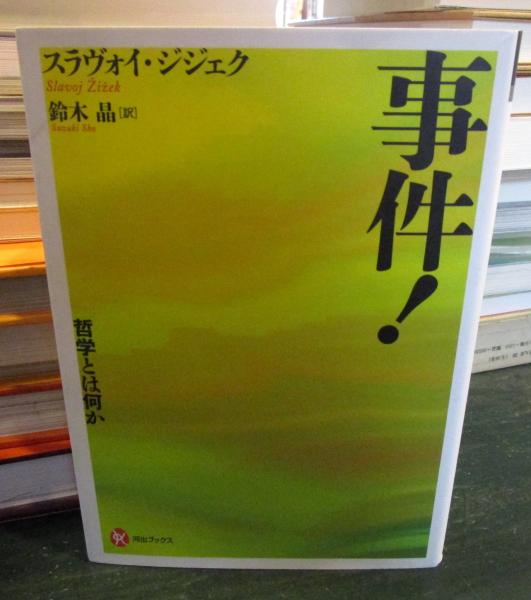 スラヴォイ・ジジェク
Slavoj Žižek
鈴木 晶[訳]
Suzuki Sho
事件!
哲学とは何か
河出ブックス